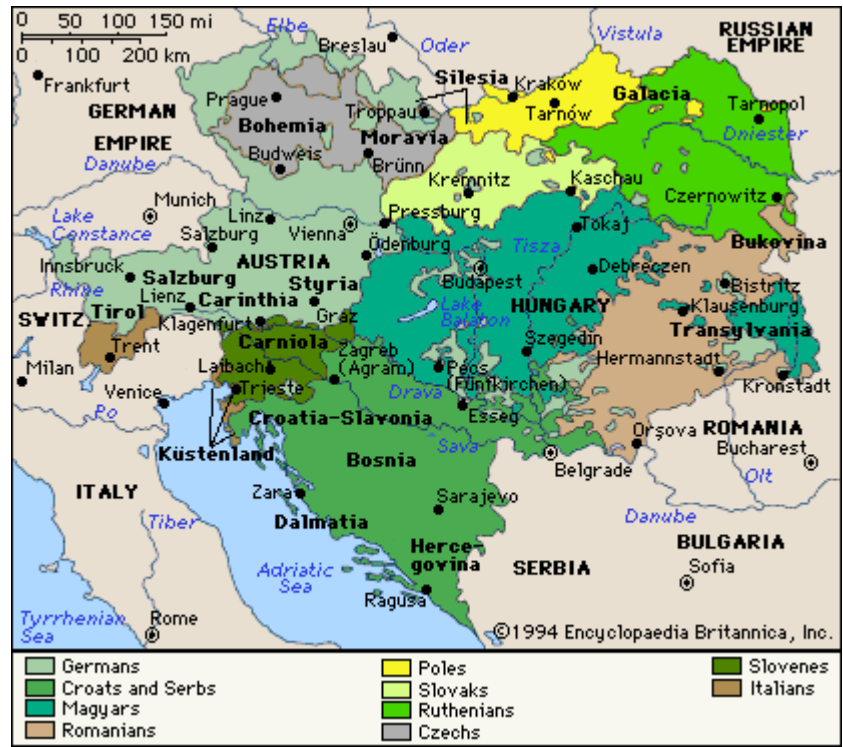 0 50 100 150 mi
0 100 200 km
Elbe
Breslau
Oder
Vistula
RUSSIAN
EMPIRE
Frankfurt
GERMAN
EMPIRE
Prague
Bohemia
Troppau
Silesia
Kraków
Tarnów
Galacia
Tarnopol
Dniester
Moravia
Danube
Budweis
Brünn
Kremnitz
Kaschau
Czernowitz
Munich
Lake
Constance
Linz
Vienna
Pressburg
Salzburg
Ödenburg
Tokaj
Tisza
Bukovina
Innsbruck
Rhine
Salzburg
AUSTRIA
Styria
Budapest
Debreczen
Bistritz
Lienz
Carinthia
Graz
Lake
Balaton
HUNGARY
Klausenburg
Transylvania
SWITZ.
Tirol
Klagenfurt
Carniola
Trent
Laibach
Zagreb
(Agram)
Szegedin
Hermannstadt
Milan
Venice
Trieste
Pecs
(Fünfkirchen)
Kronstadt
Drava
Po
Croatia-Slavonia
Esseg
Küstenland
Bosnia
Sava
Belgrade
Orşova
ROMANIA
Bucharest
Olt
ITALY
Zara
Sarajevo
Dalmatia
Tiber
Danube
Herce-
govina
SERBIA
BULGARIA
Sofia
Adriatic
Sea
Ragusa
Tyrrhenian
Sea
Rome
©1994 Encyclopaedia Britannica, Inc.
Germans
Croats and Serbs
Magyars
Romanians
Poles
Slovaks
Ruthenians
Czechs
Slovenes
Italians